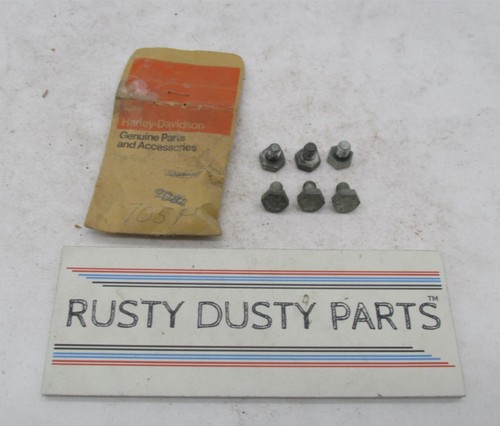 Harley-Davidson
Genuine Parts
and Accessories
RUSTY DUSTY PARTS™